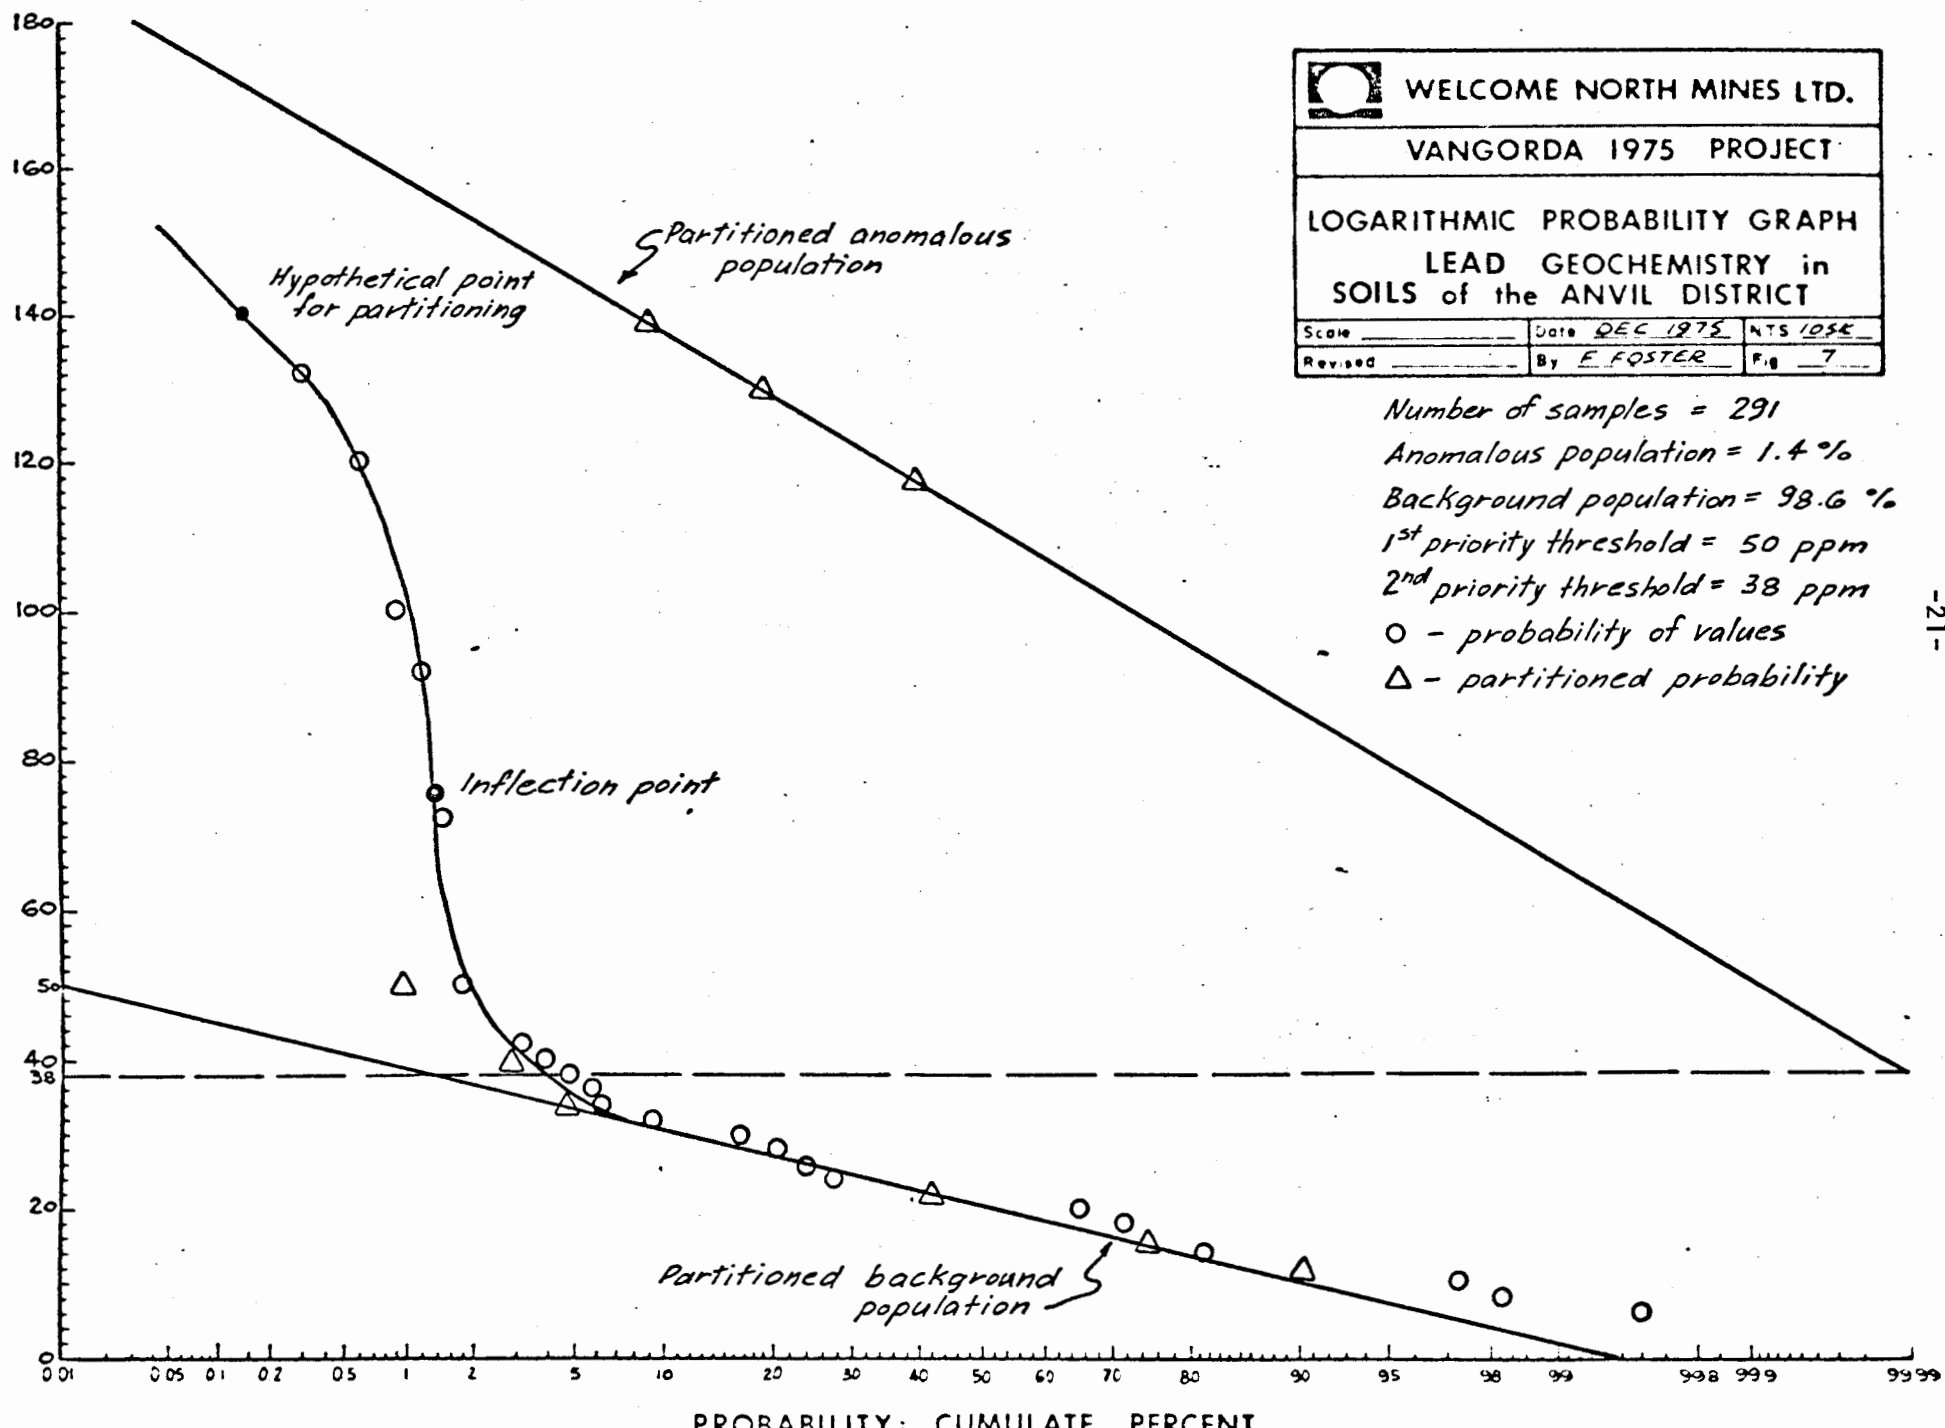 WELCOME NORTH MINES LTD.
VANGORDA 1975 PROJECT
LOGARITHMIC PROBABILITY GRAPH
LEAD GEOCHEMISTRY in
SOILS of the ANVIL DISTRICT
Scale Date DEC 1975 NTS 105K
Revised By F FOSTER Fig 7
Number of samples = 291
Anomalous population = 1.4 %
Background population = 98.6 %
1st priority threshold = 50 ppm
2nd priority threshold = 38 ppm
O - probability of values
△ - partitioned probability
-21-
Partitioned anomalous
population
Hypothetical point
for partitioning
Inflection point
Partitioned background
population
180
160
140
120
100
80
60
50
40
38
20
0
0.01 0.05 0.1 0.2 0.5 1 2 5 10 20 30 40 50 60 70 80 90 95 98 99 99.8 99.9 99.99
PROBABILITY: CUMULATE PERCENT